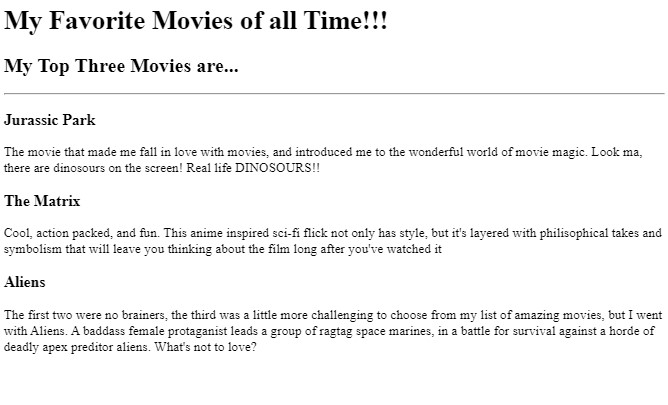 My Favorite Movies of all Time!!!
My Top Three Movies are...
Jurassic Park
The movie that made me fall in love with movies, and introduced me to the wonderful world of movie magic. Look ma,
there are dinosours on the screen! Real life DINOSOURS!!
The Matrix
Cool, action packed, and fun. This anime inspired sci-fi flick not only has style, but it's layered with philisophical takes and
symbolism that will leave you thinking about the film long after you've watched it
Aliens
The first two were no brainers, the third was a little more challenging to choose from my list of amazing movies, but I went
with Aliens. A baddass female protaganist leads a group of ragtag space marines, in a battle for survival against a horde of
deadly apex preditor aliens. What's not to love?